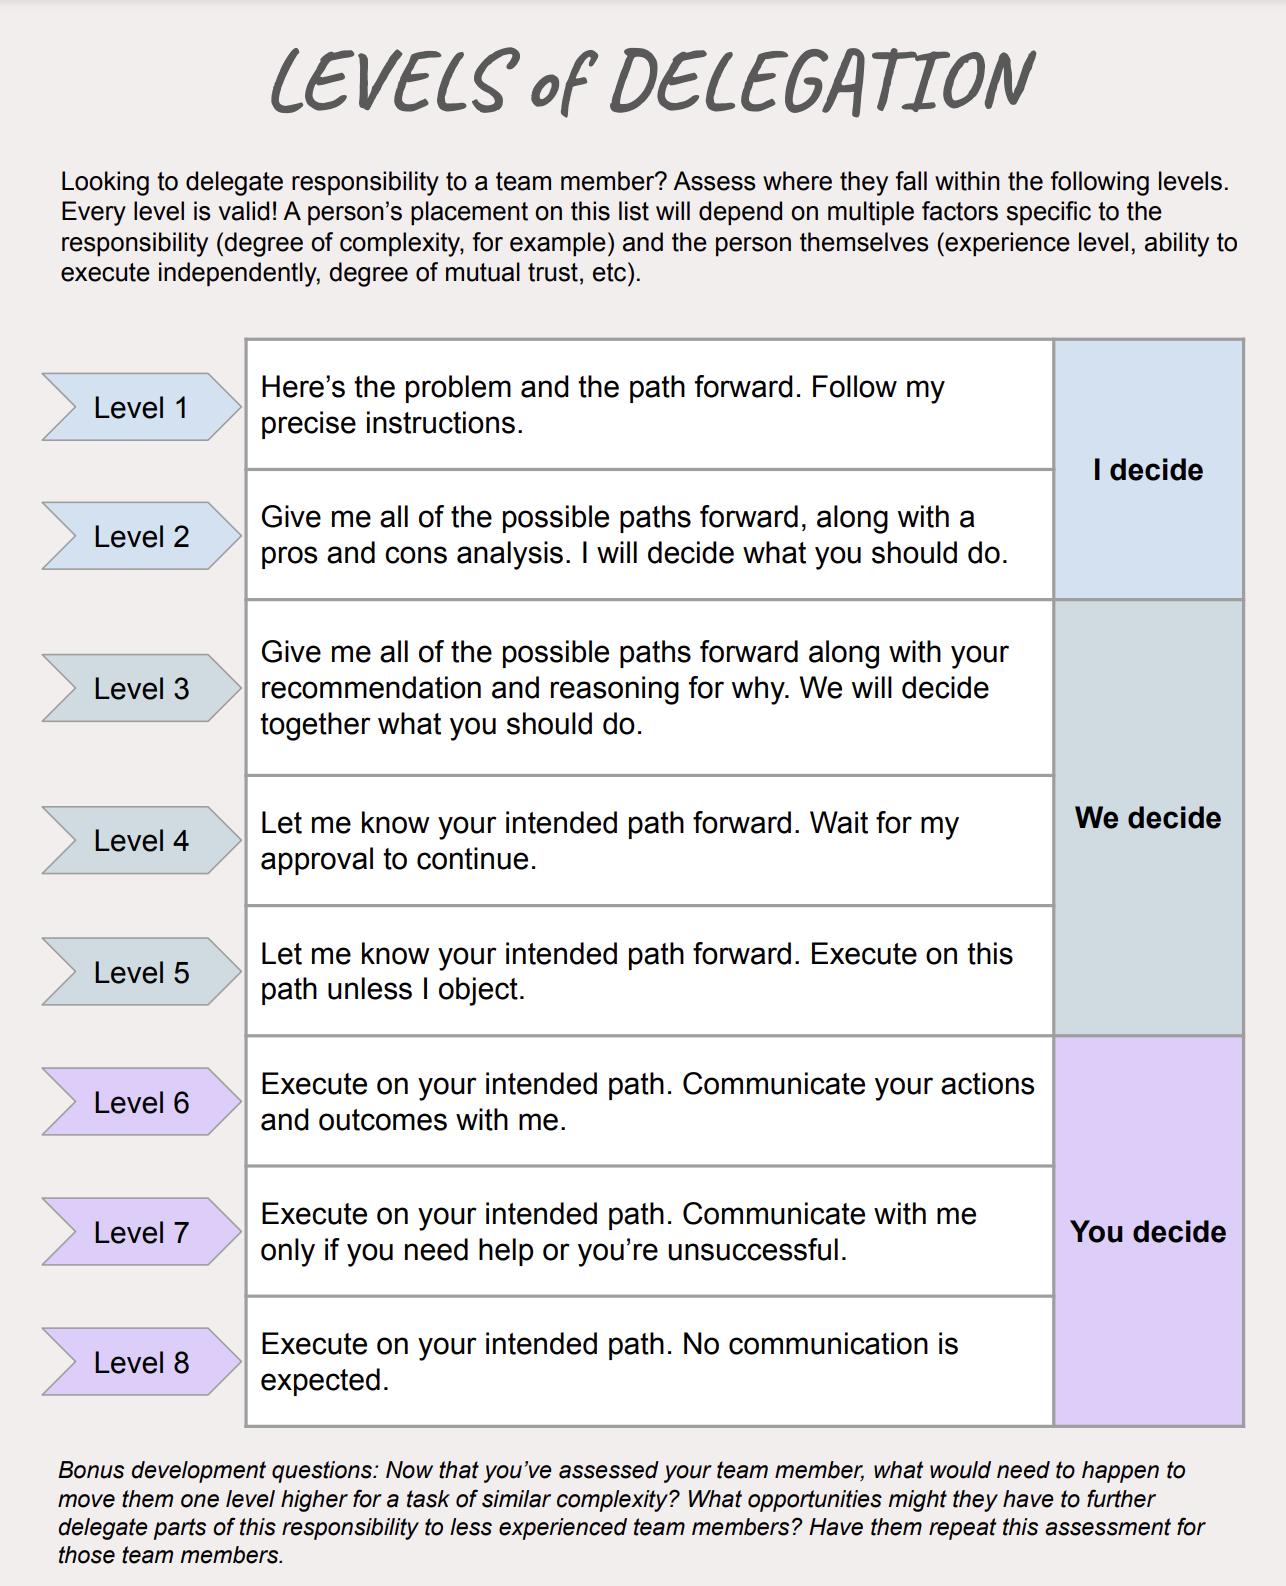 LEVELS of DELEGATION
Looking to delegate responsibility to a team member? Assess where they fall within the following levels.
Every level is valid! A person’s placement on this list will depend on multiple factors specific to the
responsibility (degree of complexity, for example) and the person themselves (experience level, ability to
execute independently, degree of mutual trust, etc).
Level 1
Here’s the problem and the path forward. Follow my
precise instructions.
I decide
Level 2
Give me all of the possible paths forward, along with a
pros and cons analysis. I will decide what you should do.
Level 3
Give me all of the possible paths forward along with your
recommendation and reasoning for why. We will decide
together what you should do.
We decide
Level 4
Let me know your intended path forward. Wait for my
approval to continue.
Level 5
Let me know your intended path forward. Execute on this
path unless I object.
Level 6
Execute on your intended path. Communicate your actions
and outcomes with me.
Level 7
Execute on your intended path. Communicate with me
only if you need help or you’re unsuccessful.
You decide
Level 8
Execute on your intended path. No communication is
expected.
Bonus development questions: Now that you’ve assessed your team member, what would need to happen to
move them one level higher for a task of similar complexity? What opportunities might they have to further
delegate parts of this responsibility to less experienced team members? Have them repeat this assessment for
those team members.